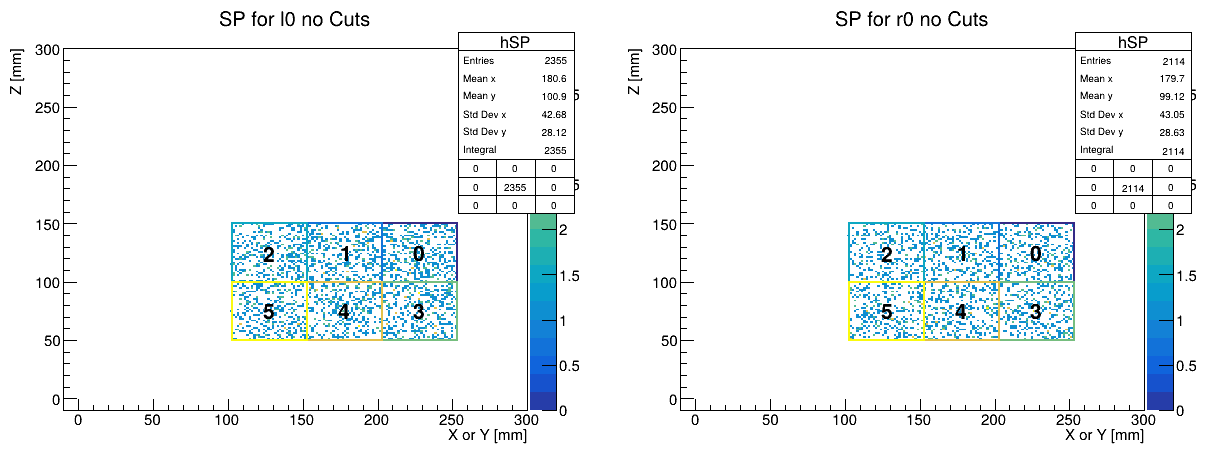 SP for l0 no Cuts
hSP
Entries 2355
Mean x 180.6
Mean y 100.9
Std Dev x 42.68
Std Dev y 28.12
Integral 2355
0 0 0
0 2355 0
0 0 0
Z [mm]
300
250
200
150
100
50
0
2 1 0
5 4 3
0 50 100 150 200 250 300
X or Y [mm]
5
5
2
1.5
1
0.5
0
SP for r0 no Cuts
hSP
Entries 2114
Mean x 179.7
Mean y 99.12
Std Dev x 43.05
Std Dev y 28.63
Integral 2114
0 0 0
0 2114 0
0 0 0
Z [mm]
300
250
200
150
100
50
0
2 1 0
5 4 3
0 50 100 150 200 250 300
X or Y [mm]
5
5
2
1.5
1
0.5
0